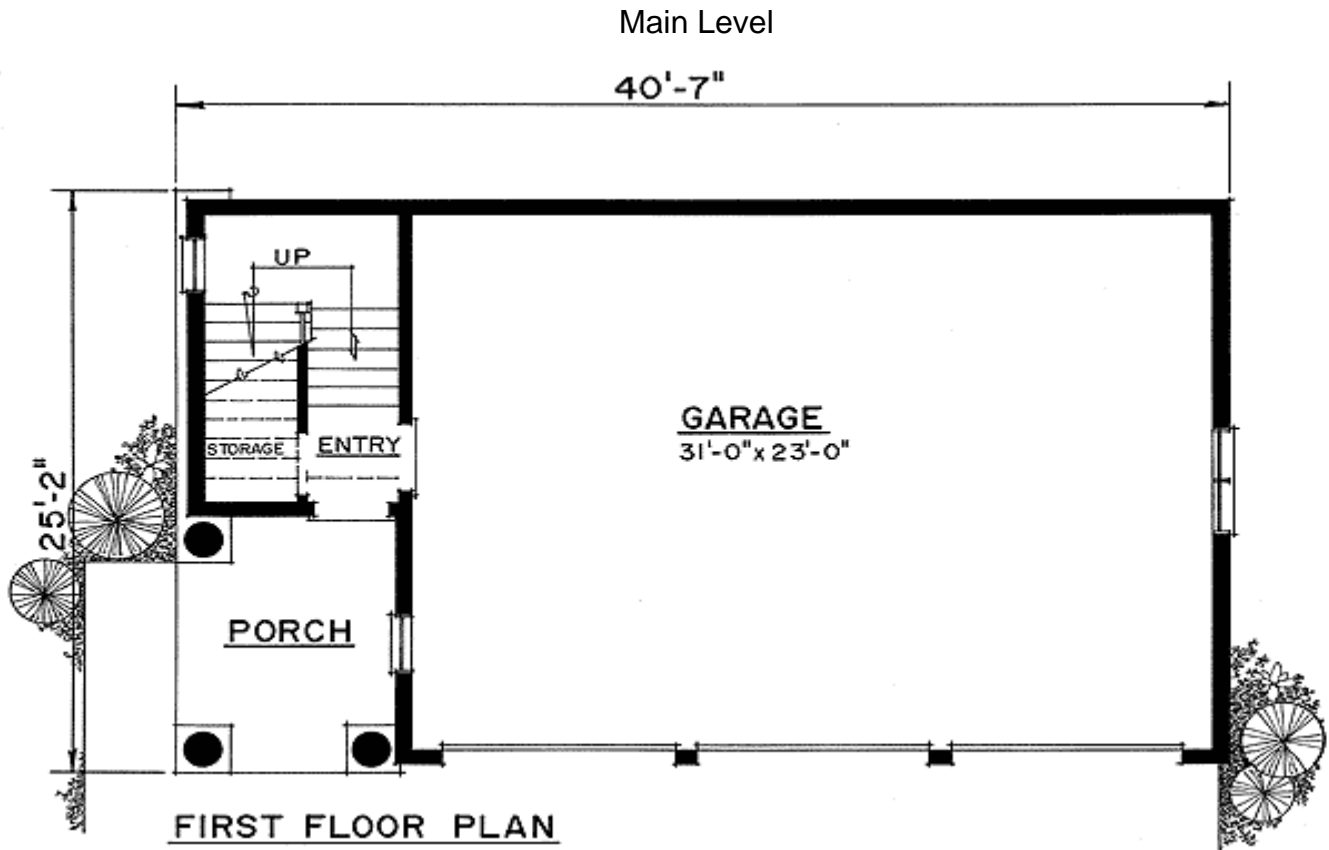 Main Level
40'-7"
UP
GARAGE
31'-0" x 23'-0"
STORAGE
ENTRY
25'-2"
PORCH
FIRST FLOOR PLAN